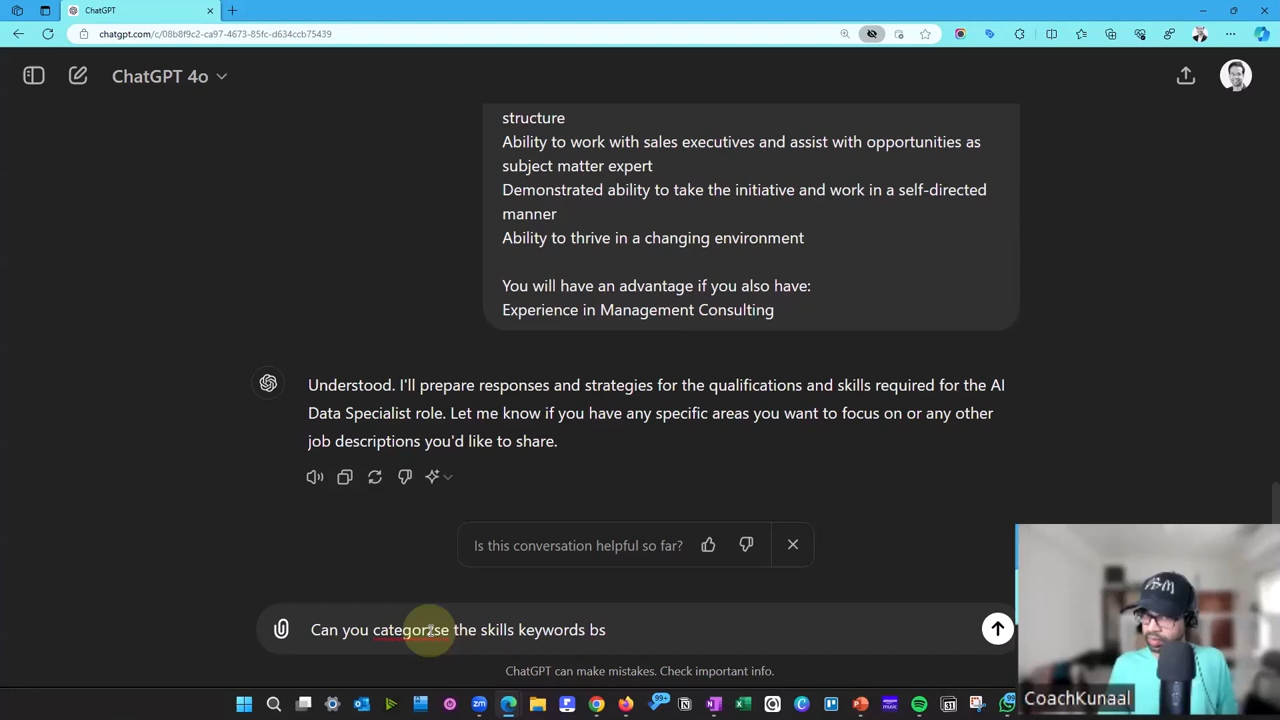 ChatGPT
chatgpt.com/c/08b8f9c2-ca97-4673-85fc-d634ccb75439
ChatGPT 4o
structure
Ability to work with sales executives and assist with opportunities as
subject matter expert
Demonstrated ability to take the initiative and work in a self-directed
manner
Ability to thrive in a changing environment
You will have an advantage if you also have:
Experience in Management Consulting
Understood. I'll prepare responses and strategies for the qualifications and skills required for the AI
Data Specialist role. Let me know if you have any specific areas you want to focus on or any other
job descriptions you'd like to share.
Is this conversation helpful so far?
Can you categorise the skills keywords bs
ChatGPT can make mistakes. Check important info.
CoachKunaal
99+